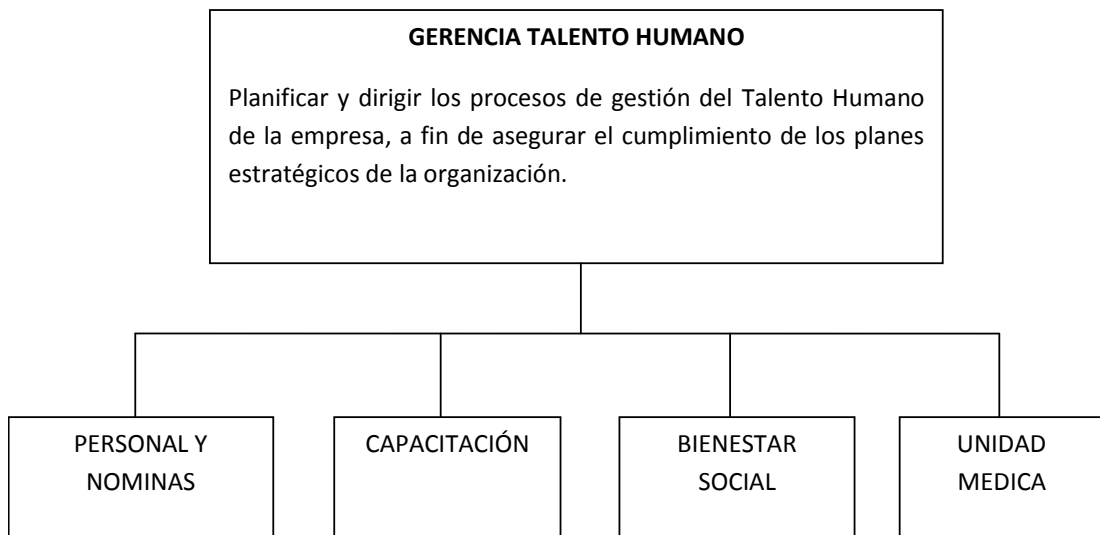 GERENCIA TALENTO HUMANO
Planificar y dirigir los procesos de gestión del Talento Humano
de la empresa, a fin de asegurar el cumplimiento de los planes
estratégicos de la organización.
PERSONAL Y
NOMINAS
CAPACITACIÓN
BIENESTAR
SOCIAL
UNIDAD
MEDICA